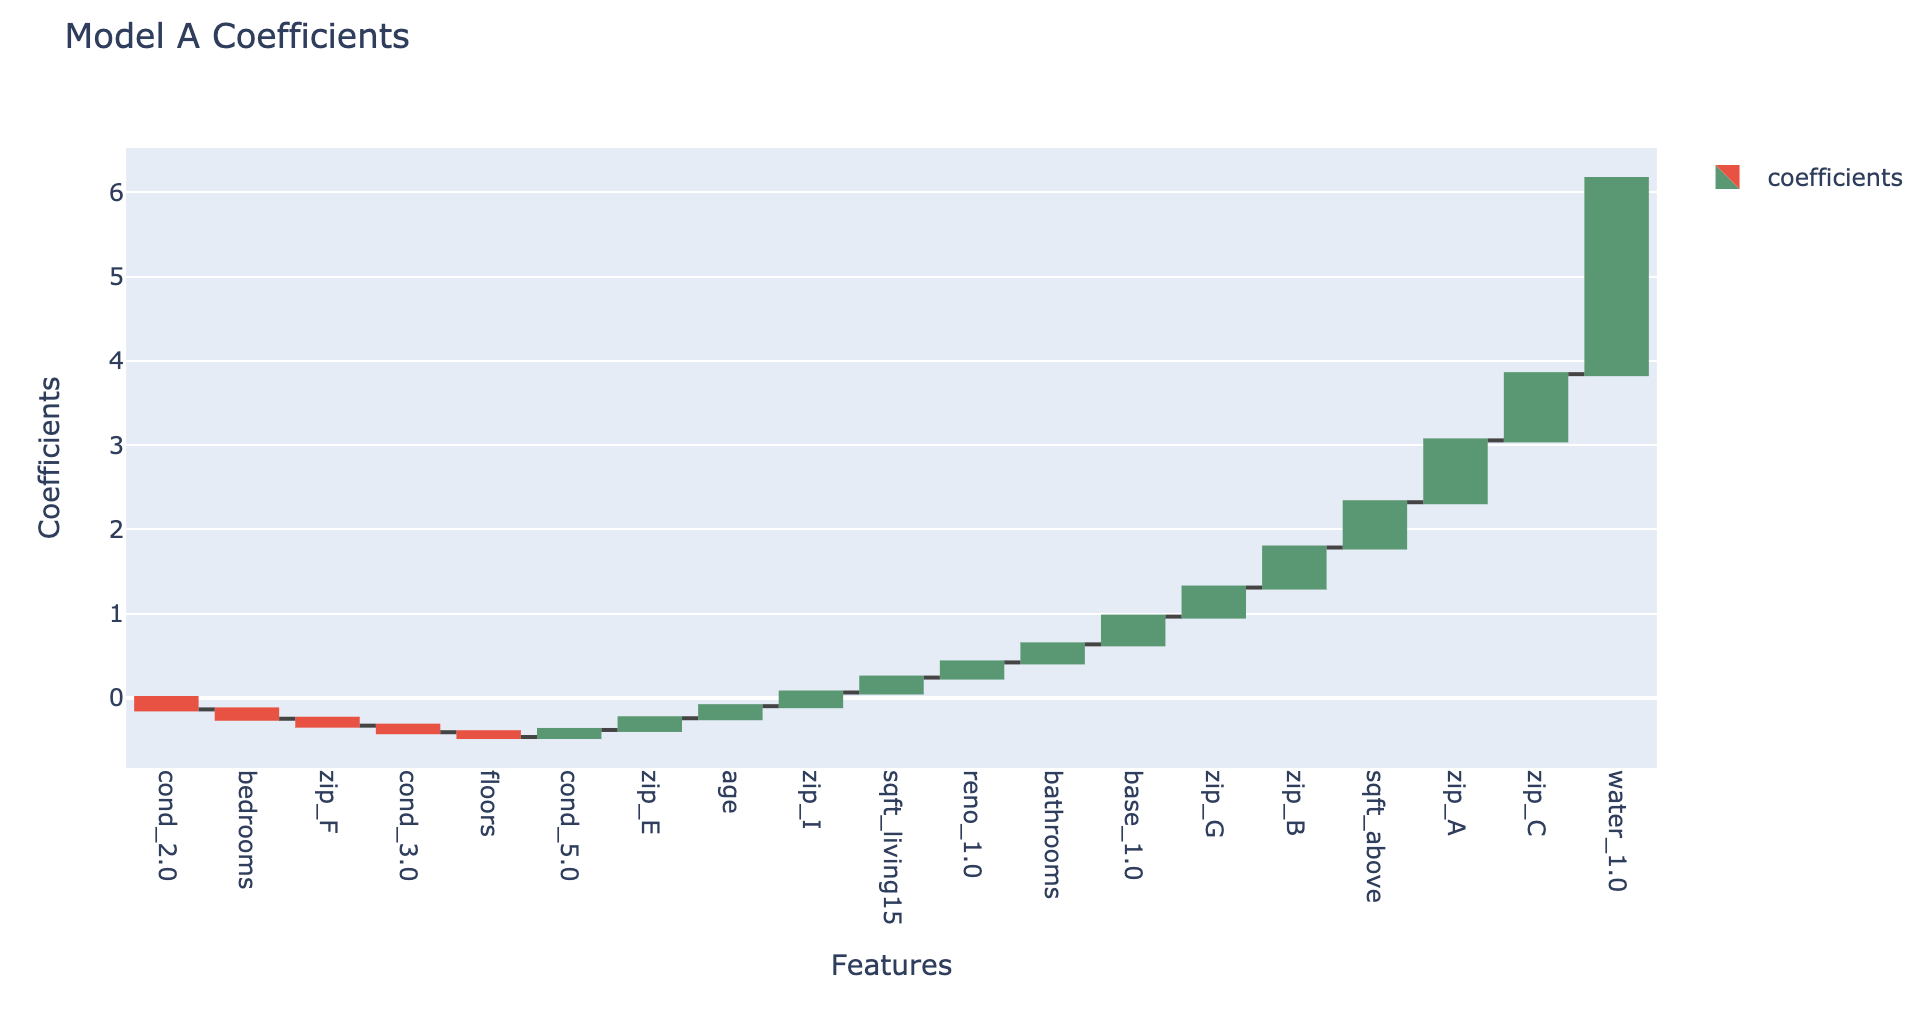 Model A Coefficients
coefficients
Coefficients
6
5
4
3
2
1
0
cond_2.0
bedrooms
zip_F
cond_3.0
floors
cond_5.0
zip_E
age
zip_I
sqft_living15
reno_1.0
bathrooms
base_1.0
zip_G
zip_B
sqft_above
zip_A
zip_C
water_1.0
Features